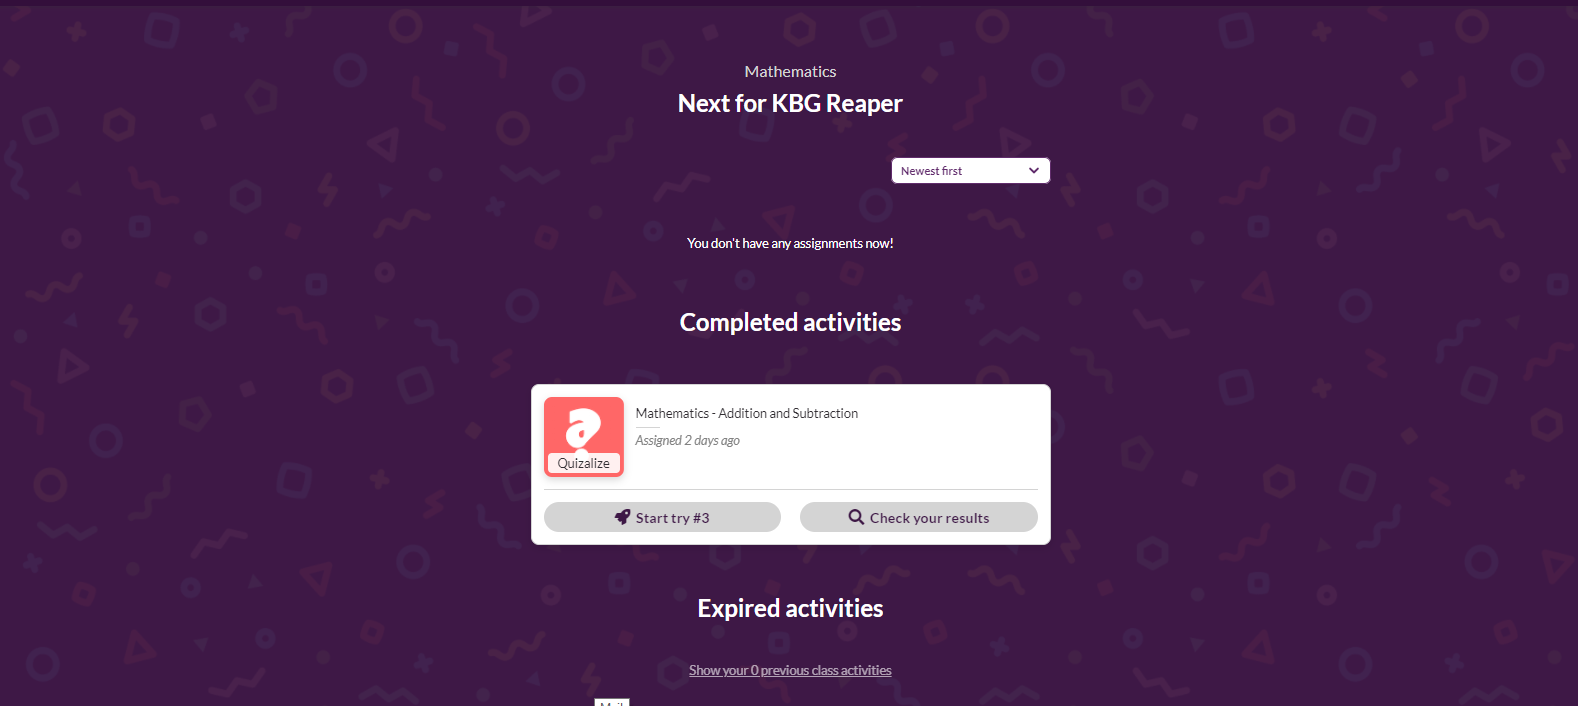 Mathematics
Next for KBG Reaper
Newest first
You don't have any assignments now!
Completed activities
Mathematics - Addition and Subtraction
Assigned 2 days ago
Quizalize
Start try #3
Check your results
Expired activities
Show your 0 previous class activities